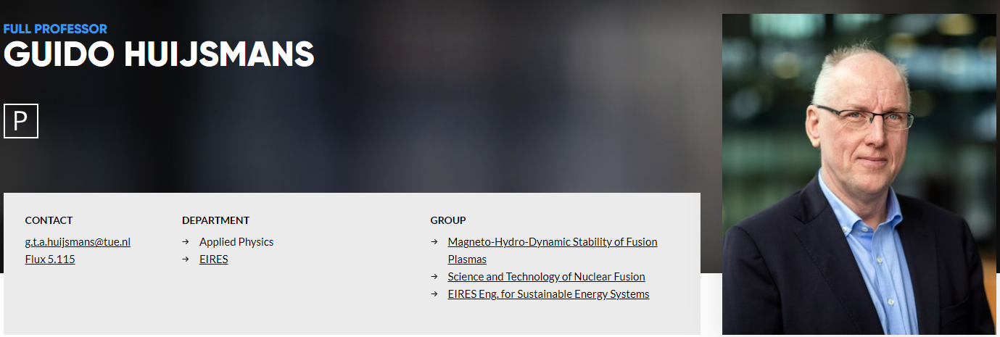 FULL PROFESSOR
GUIDO HUIJSMANS
P
CONTACT
g.t.a.huijsmans@tue.nl
Flux 5.115
DEPARTMENT
→ Applied Physics
→ EIRES
GROUP
→ Magneto-Hydro-Dynamic Stability of Fusion
Plasmas
→ Science and Technology of Nuclear Fusion
→ EIRES Eng. for Sustainable Energy Systems